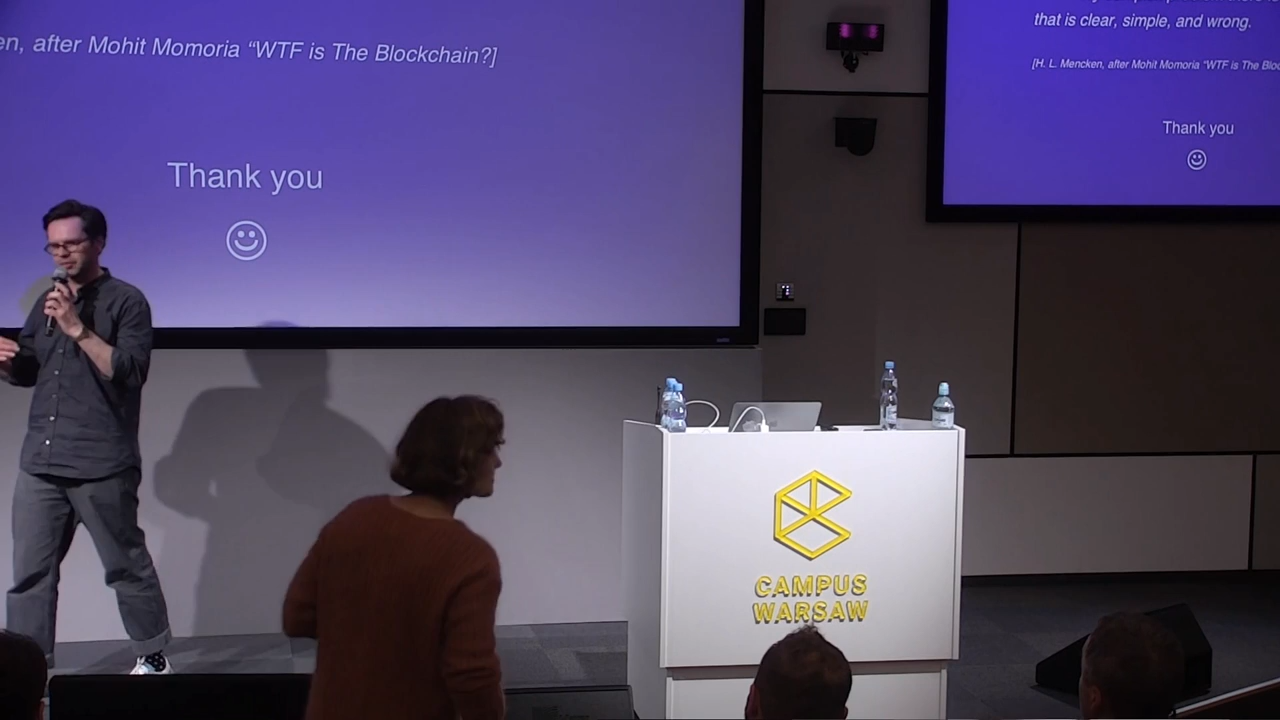 en, after Mohit Momoria “WTF is The Blockchain?]
Thank you
that is clear, simple, and wrong.
[H. L. Mencken, after Mohit Momoria “WTF is The Bloc
Thank you
CAMPUS
WARSAW